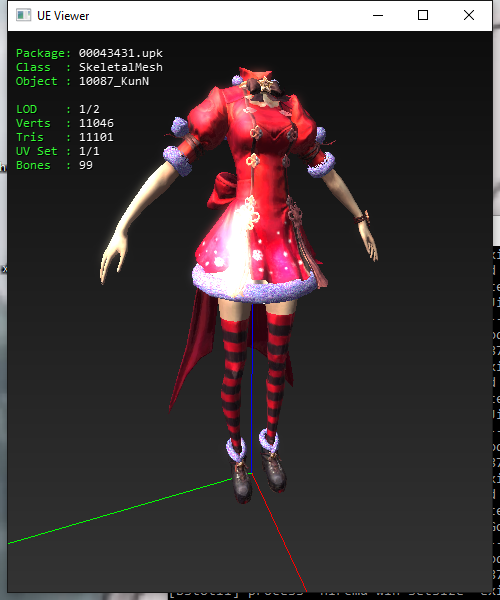 UE Viewer
Package: 00043431.upk
Class : SkeletalMesh
Object : 10087_KunN
LOD : 1/2
Verts : 11046
Tris : 11101
UV Set : 1/1
Bones : 99